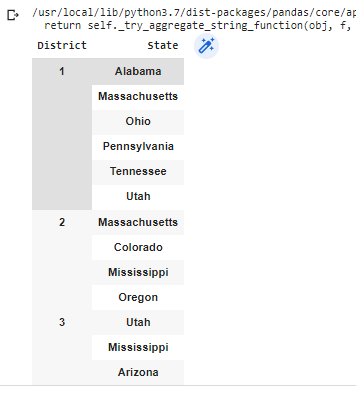 /usr/local/lib/python3.7/dist-packages/pandas/core/ap
return self._try_aggregate_string_function(obj, f,
District State
1 Alabama
Massachusetts
Ohio
Pennsylvania
Tennessee
Utah
2 Massachusetts
Colorado
Mississippi
Oregon
3 Utah
Mississippi
Arizona